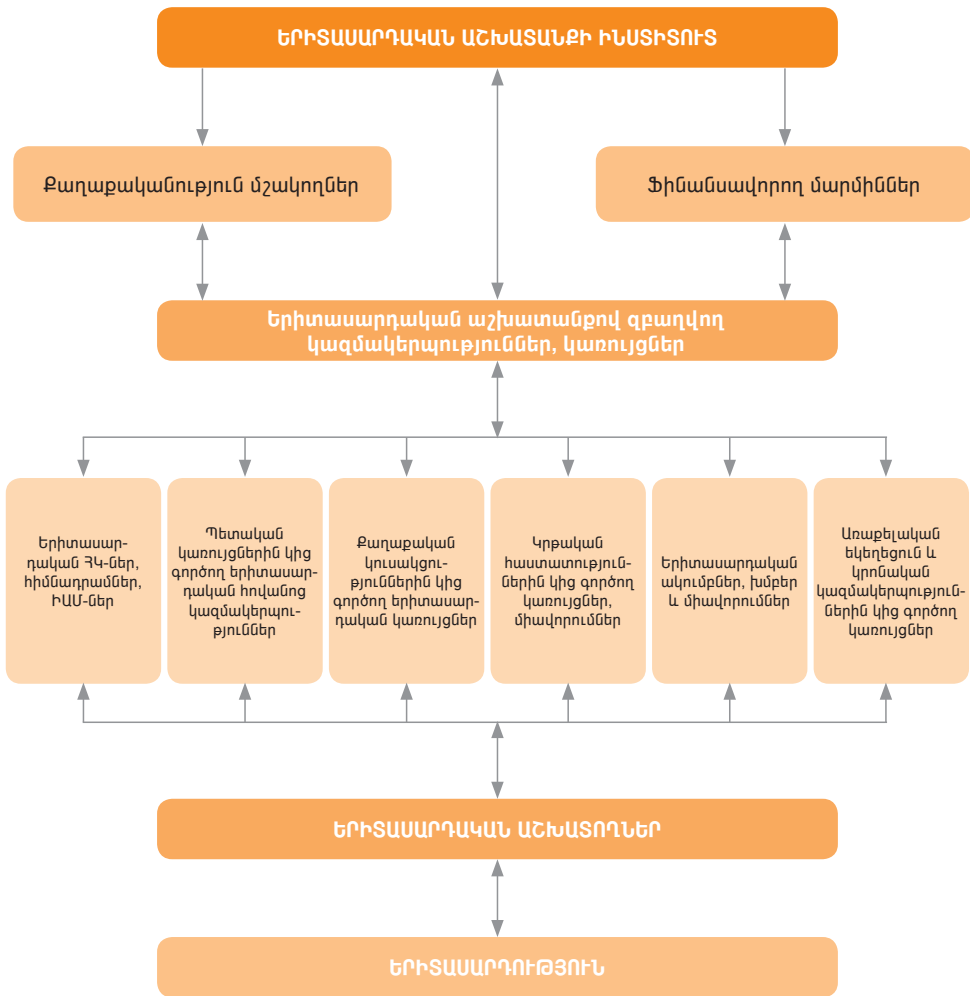 ԵՐԻՏԱՍԱՐԴԱԿԱՆ ԱՇԽԱՏԱՆՔԻ ԻՆՍՏԻՏՈՒՏ
Քաղաքականություն մշակողներ
Ֆինանսավորող մարմիններ
Երիտասարդական աշխատանքով զբաղվող
կազմակերպություններ, կառույցներ
Երիտասար-
դական ՀԿ-ներ,
հիմնադրամներ,
ԻԱՄ-ներ
Պետական
կառույցներին կից
գործող երիտասար-
դական հովանոց
կազմակերպու-
թյուններ
Քաղաքական
կուսակցու-
թյուններին կից
գործող երիտասար-
դական կառույցներ
Կրթական
հաստատություն-
ներին կից գործող
կառույցներ,
միավորումներ
Երիտասարդական
ակումբներ, խմբեր
և միավորումներ
Առաքելական
եկեղեցուն և
կրոնական
կազմակերպություն-
ներին կից գործող
կառույցներ
ԵՐԻՏԱՍԱՐԴԱԿԱՆ ԱՇԽԱՏՈՂՆԵՐ
ԵՐԻՏԱՍԱՐԴՈՒԹՅՈՒՆ